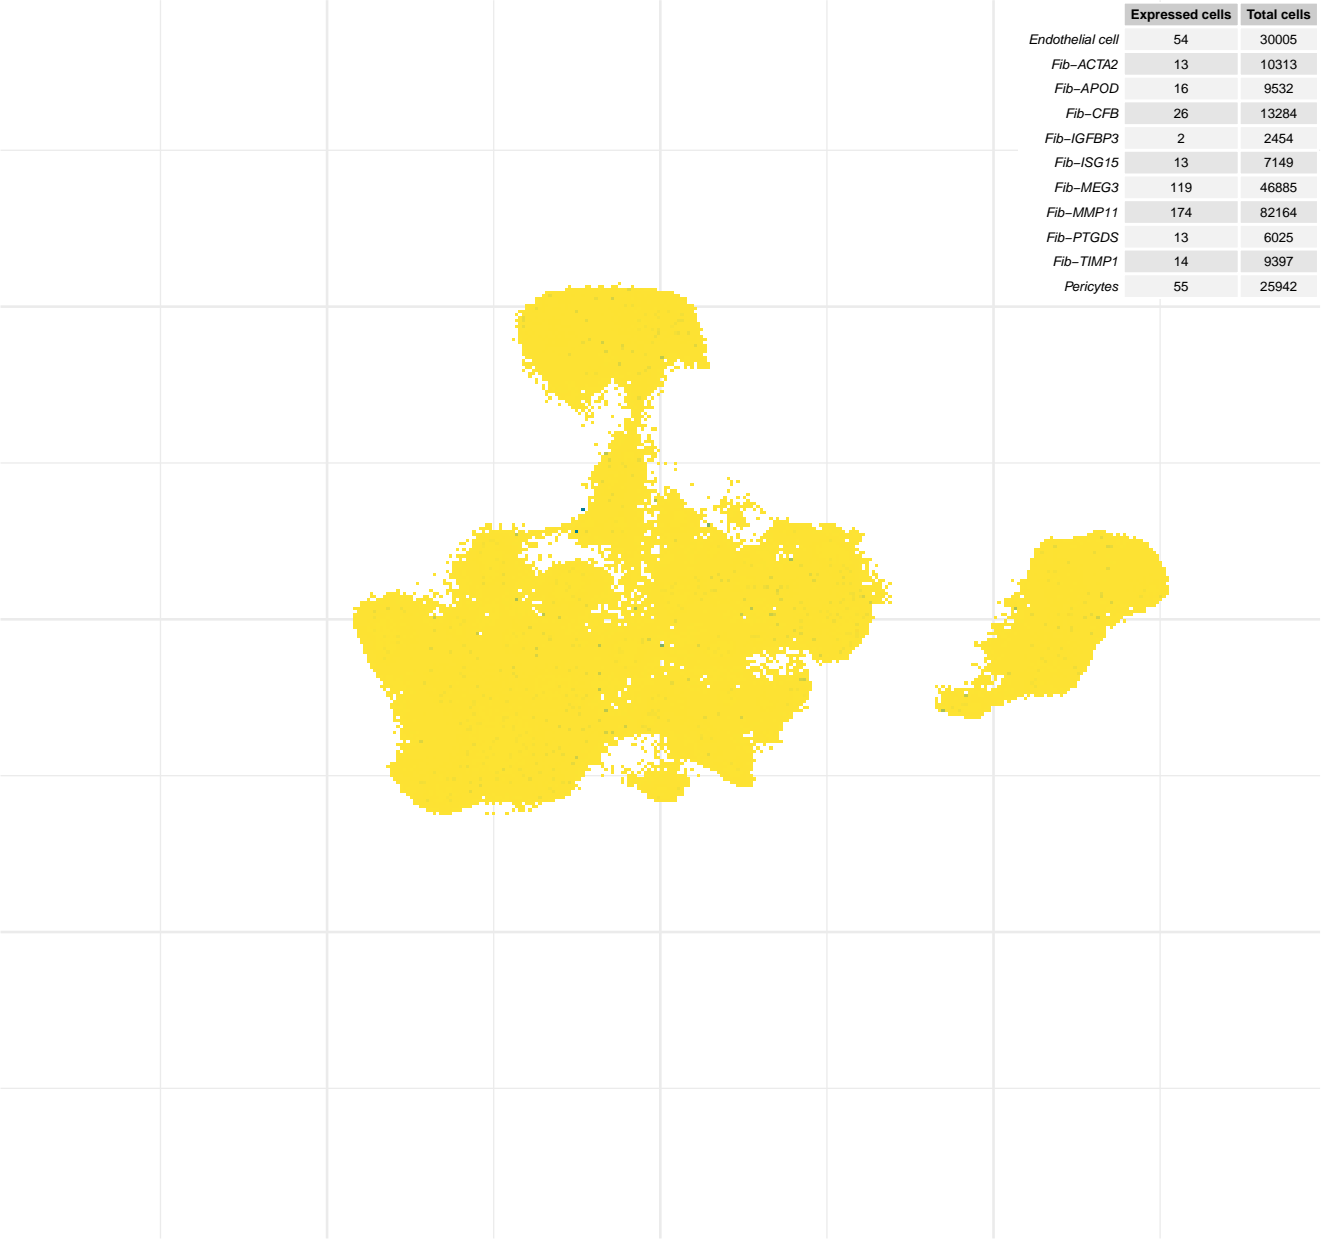 Expressed cells Total cells
Endothelial cell 54 30005
Fib−ACTA2 13 10313
Fib−APOD 16 9532
Fib−CFB 26 13284
Fib−IGFBP3 2 2454
Fib−ISG15 13 7149
Fib−MEG3 119 46885
Fib−MMP11 174 82164
Fib−PTGDS 13 6025
Fib−TIMP1 14 9397
Pericytes 55 25942